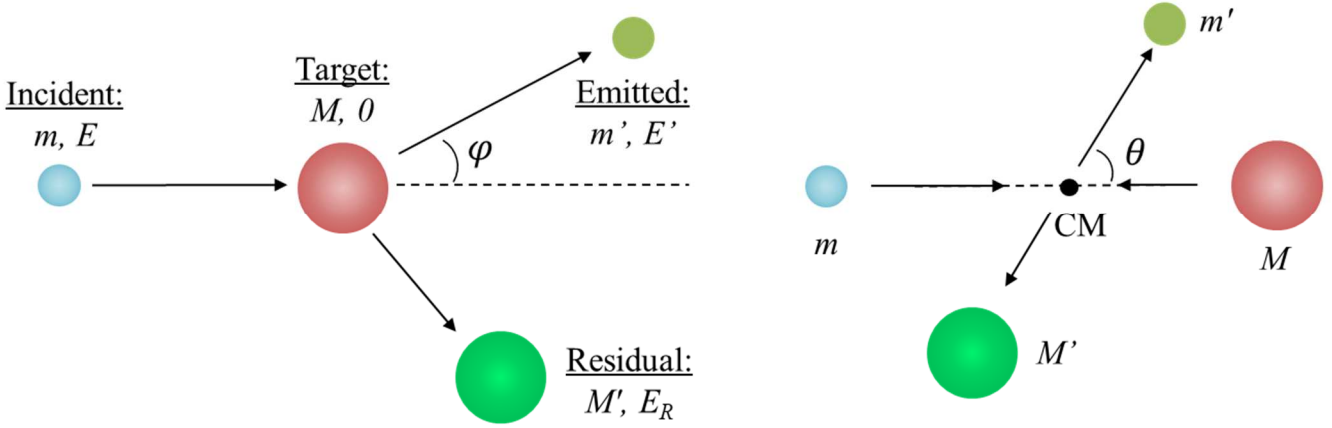 Incident:
m, E
Target:
M, 0
φ
Emitted:
m’, E’
Residual:
M', E_R
m
θ
CM
m'
M
M’